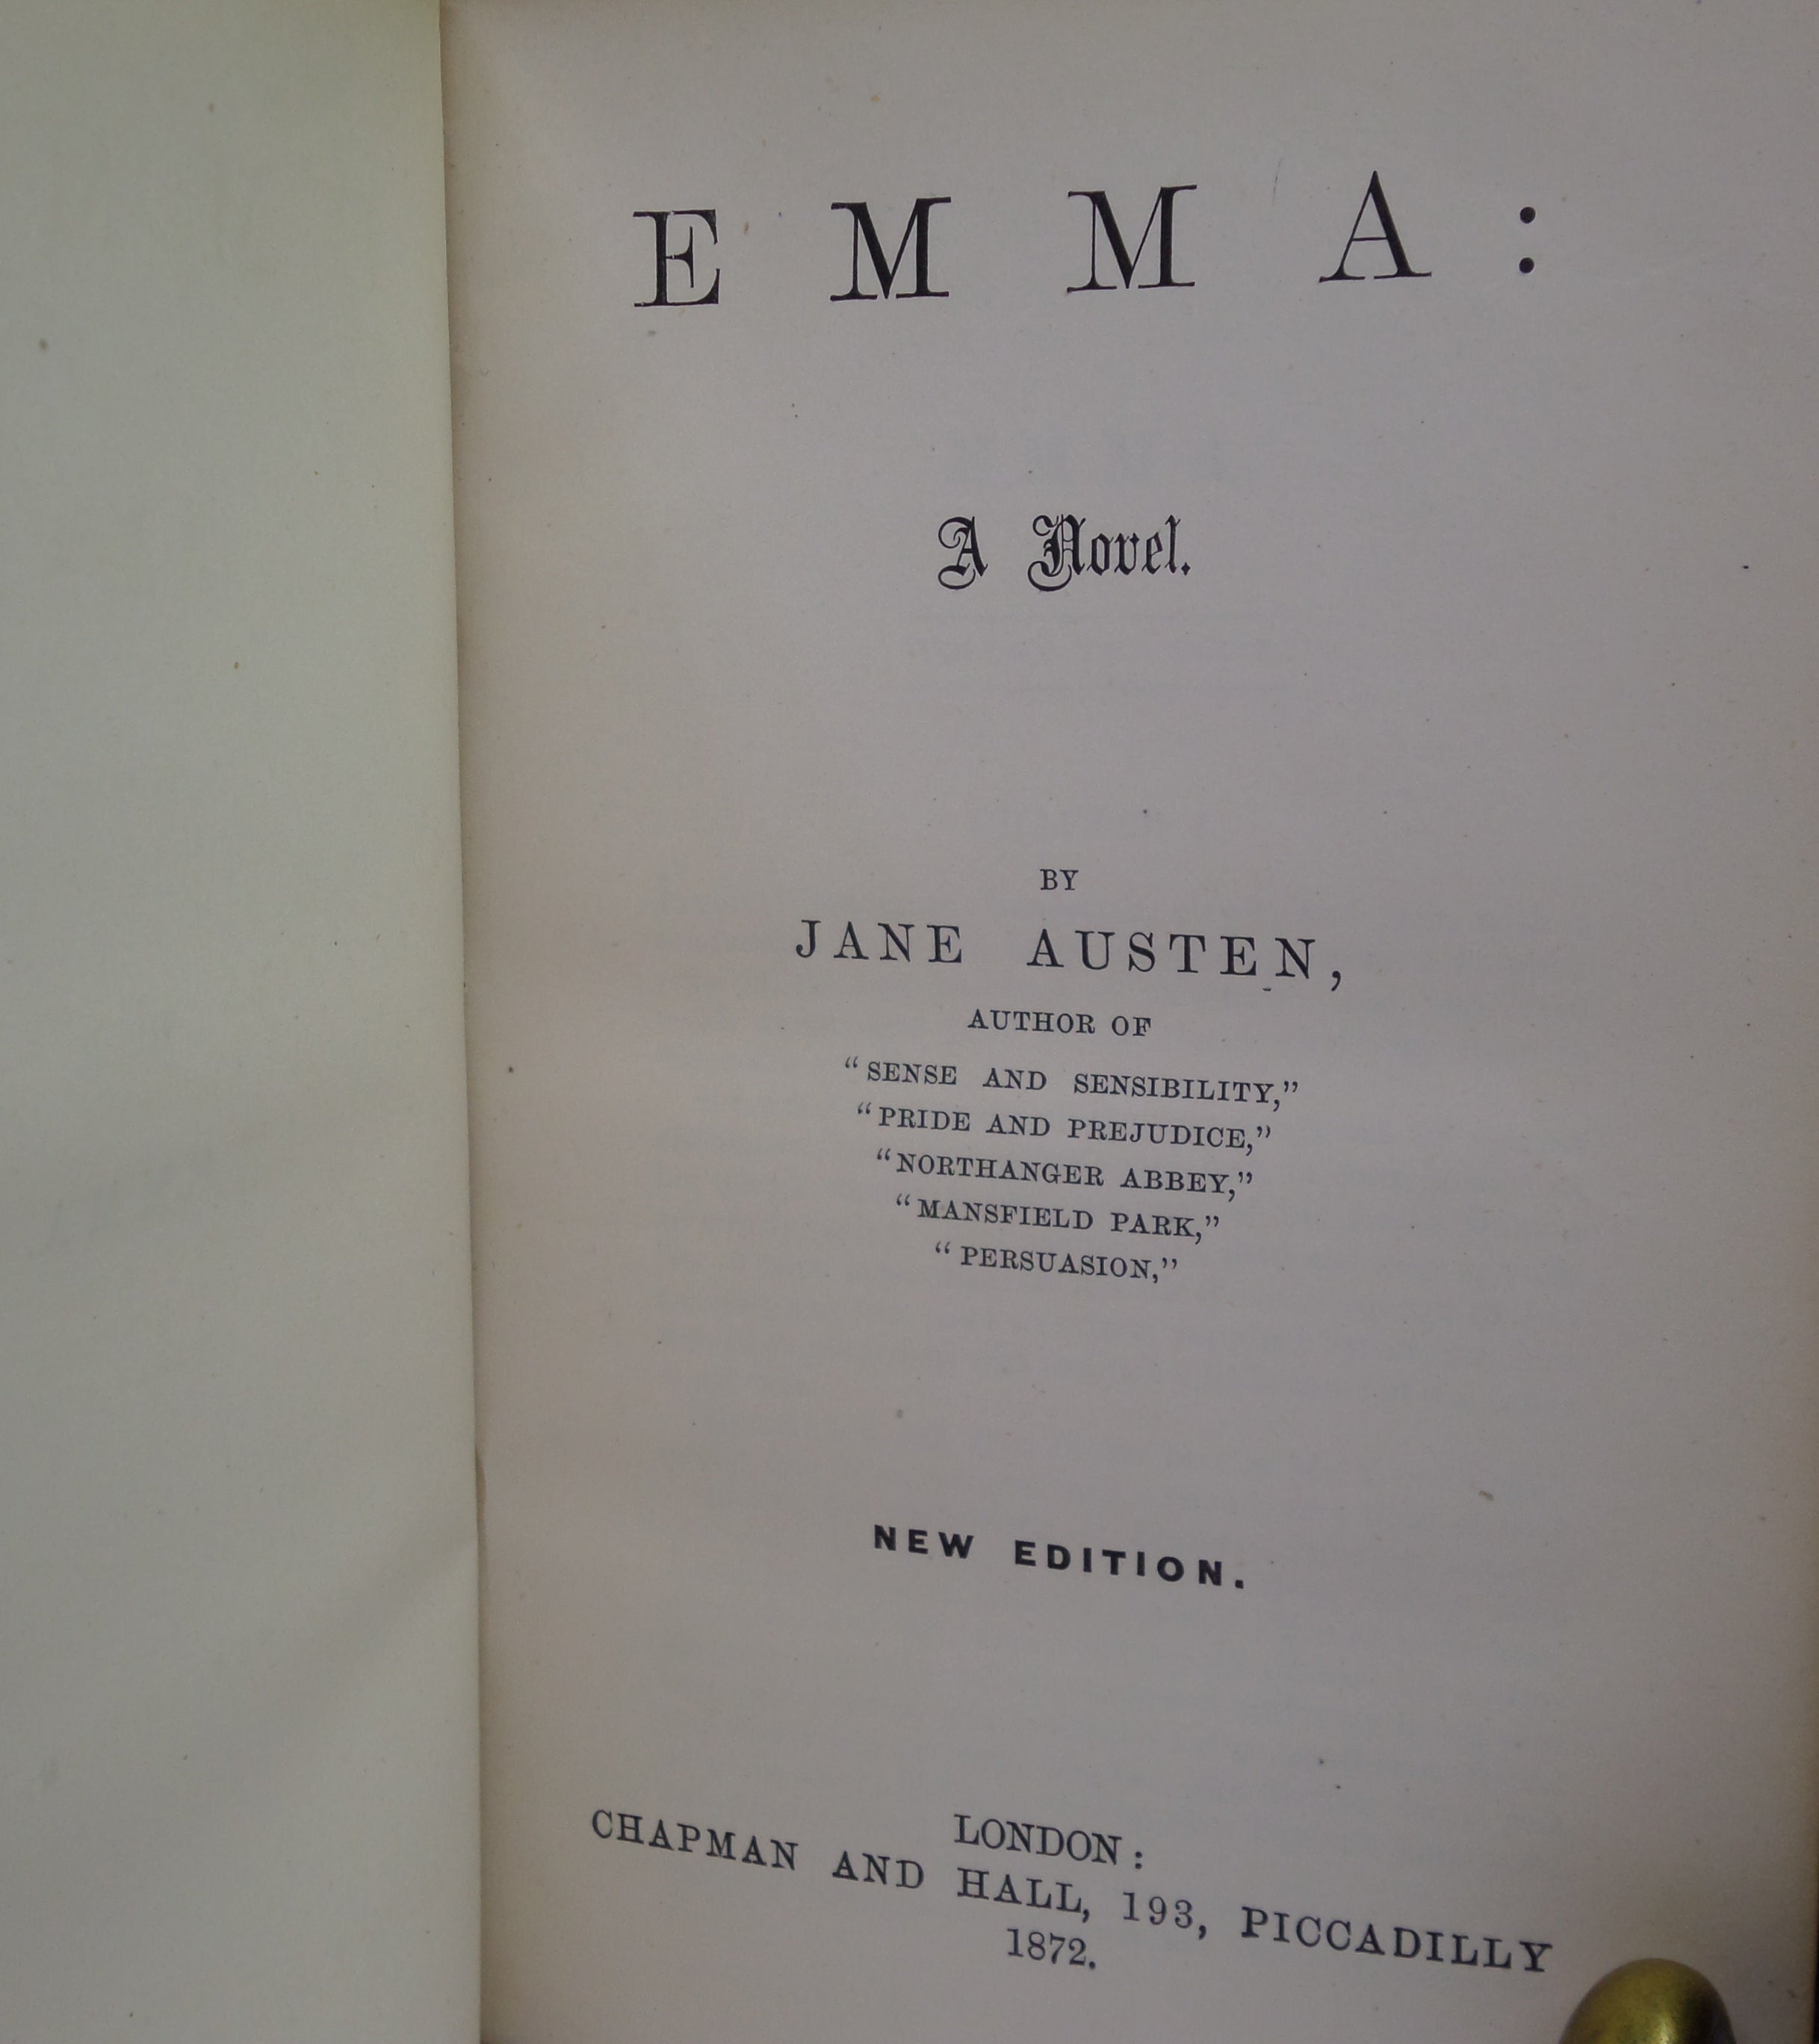 EMMA:
A Novel.
BY
JANE AUSTEN,
AUTHOR OF
“SENSE AND SENSIBILITY,”
“PRIDE AND PREJUDICE,”
“NORTHANGER ABBEY,”
“MANSFIELD PARK,”
“PERSUASION,”
NEW EDITION.
LONDON:
CHAPMAN AND HALL, 193, PICCADILLY
1872.